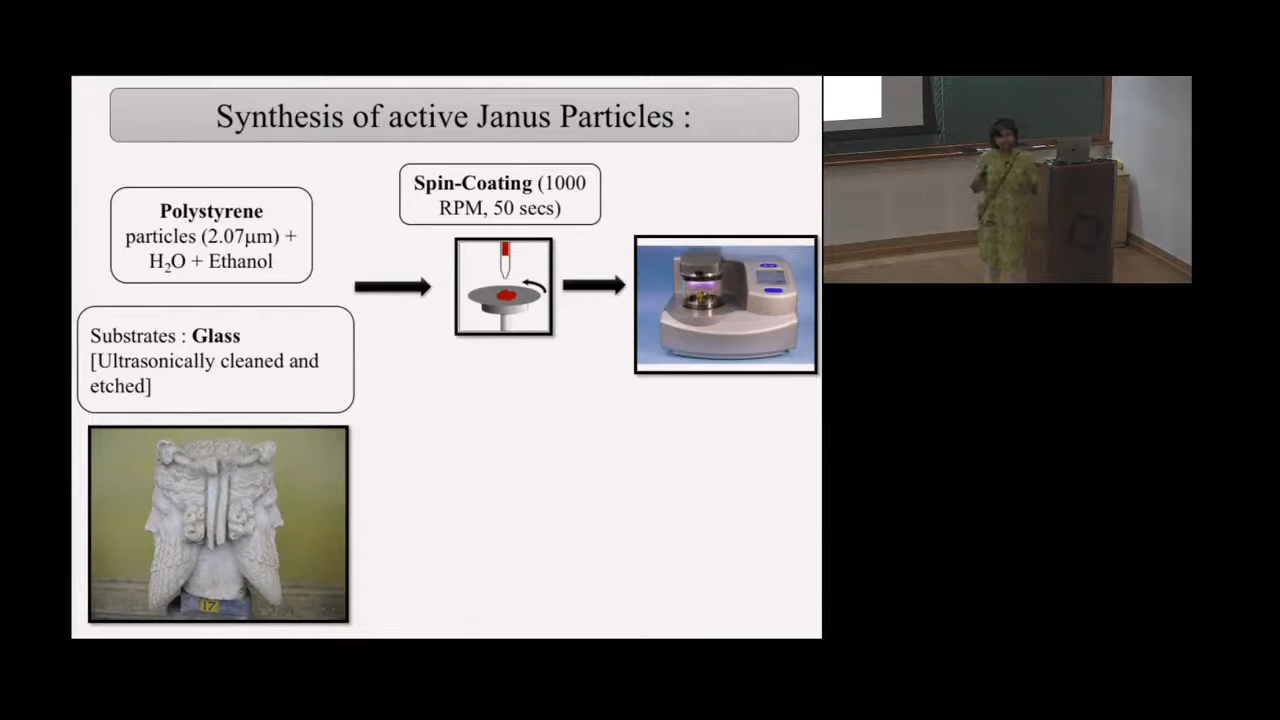 Synthesis of active Janus Particles :
Polystyrene
particles (2.07μm) +
H₂O + Ethanol
Spin-Coating (1000
RPM, 50 secs)
Substrates : Glass
[Ultrasonically cleaned and
etched]
17